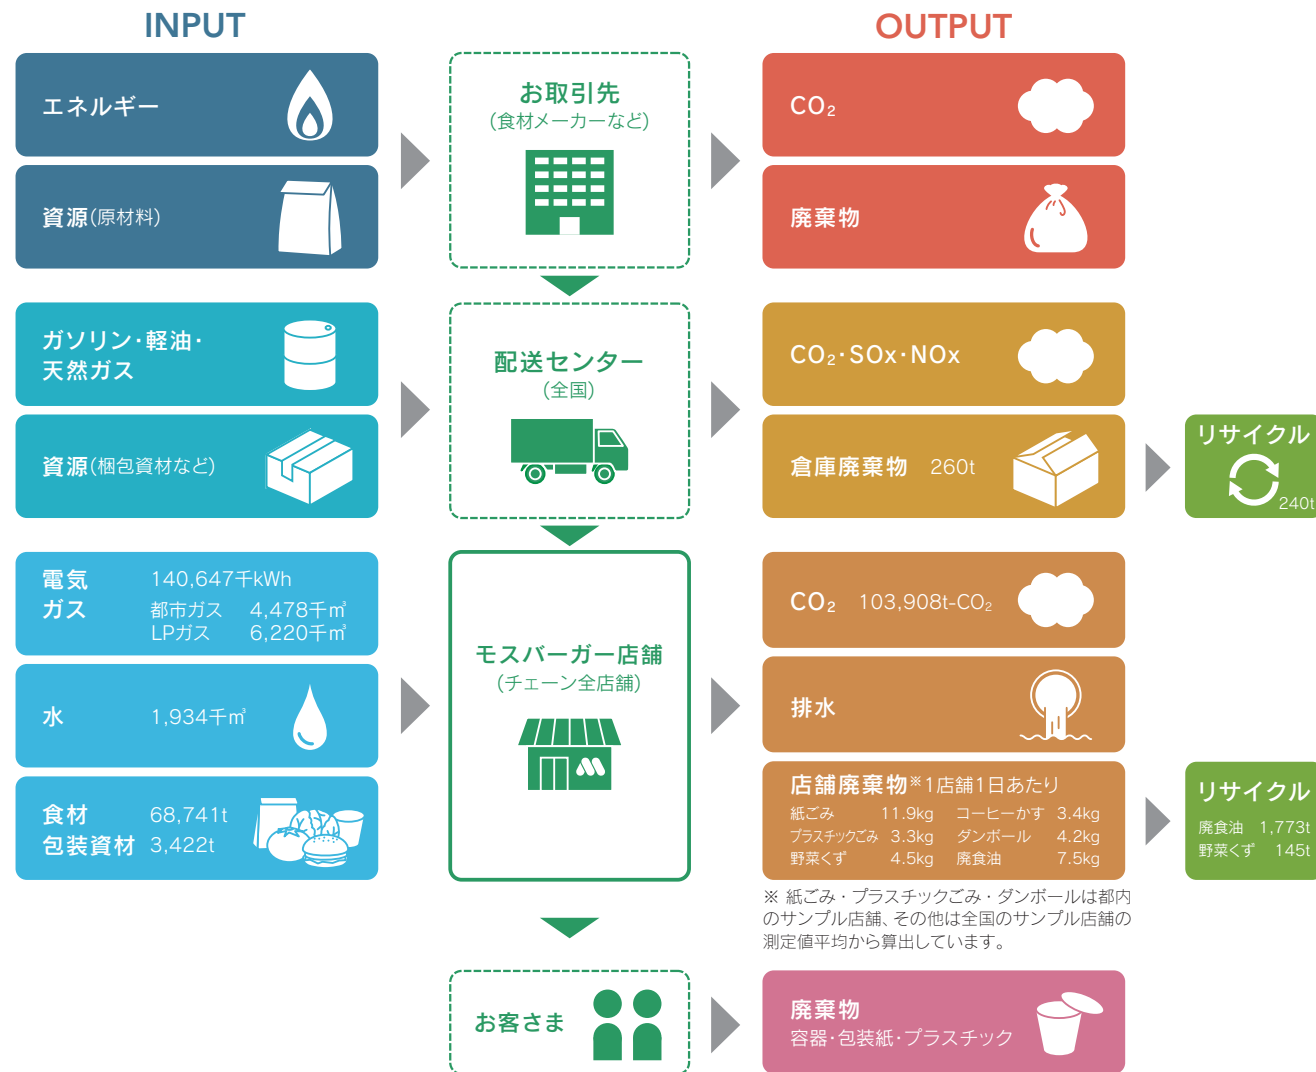 INPUT
OUTPUT
エネルギー
資源(原材料)
お取引先
(食材メーカーなど)
CO₂
廃棄物
ガソリン・軽油・
天然ガス
資源(梱包資材など)
配送センター
(全国)
CO₂・SOx・NOx
倉庫廃棄物 260t
リサイクル
240t
電気 140,647千kWh
ガス 都市ガス 4,478千㎥
LPガス 6,220千㎥
水 1,934千㎥
食材 68,741t
包装資材 3,422t
モスバーガー店舗
(チェーン全店舗)
CO₂ 103,908t-CO₂
排水
店舗廃棄物※1店舗1日あたり
紙ごみ 11.9kg コーヒーかす 3.4kg
プラスチックごみ 3.3kg ダンボール 4.2kg
野菜くず 4.5kg 廃食油 7.5kg
リサイクル
廃食油 1,773t
野菜くず 145t
※ 紙ごみ・プラスチックごみ・ダンボールは都内
のサンプル店舗、その他は全国のサンプル店舗の
測定値平均から算出しています。
お客さま
廃棄物
容器・包装紙・プラスチック